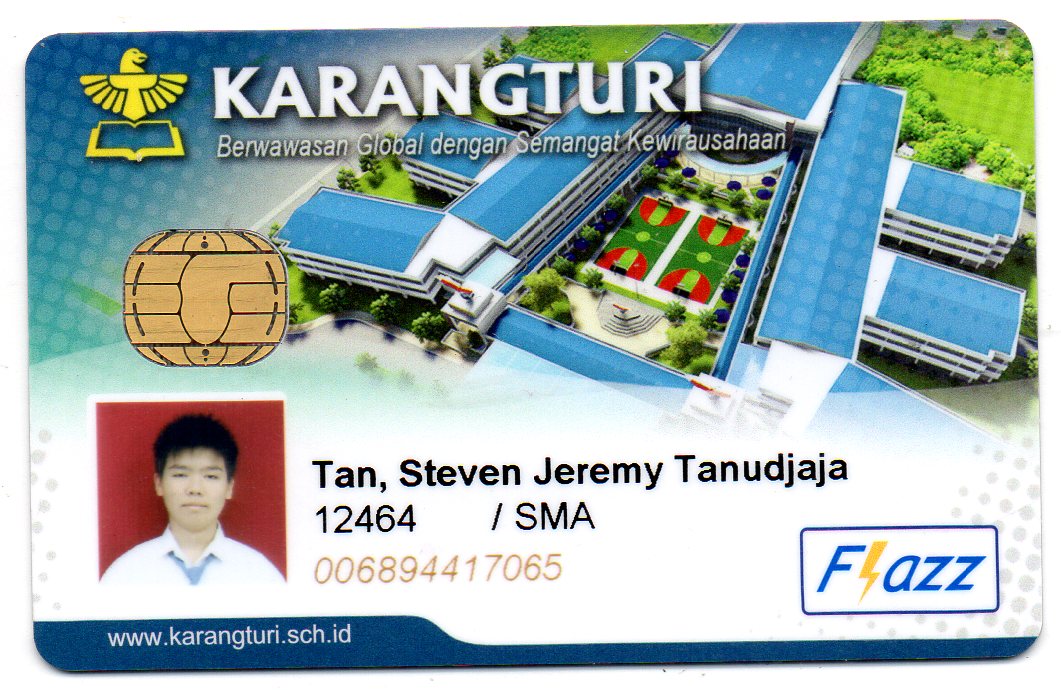 KARANGTURI
Berwawasan Global dengan Semangat Kewirausahaan
Tan, Steven Jeremy Tanudjaja
12464 / SMA
006894417065
Flazz
www.karangturi.sch.id